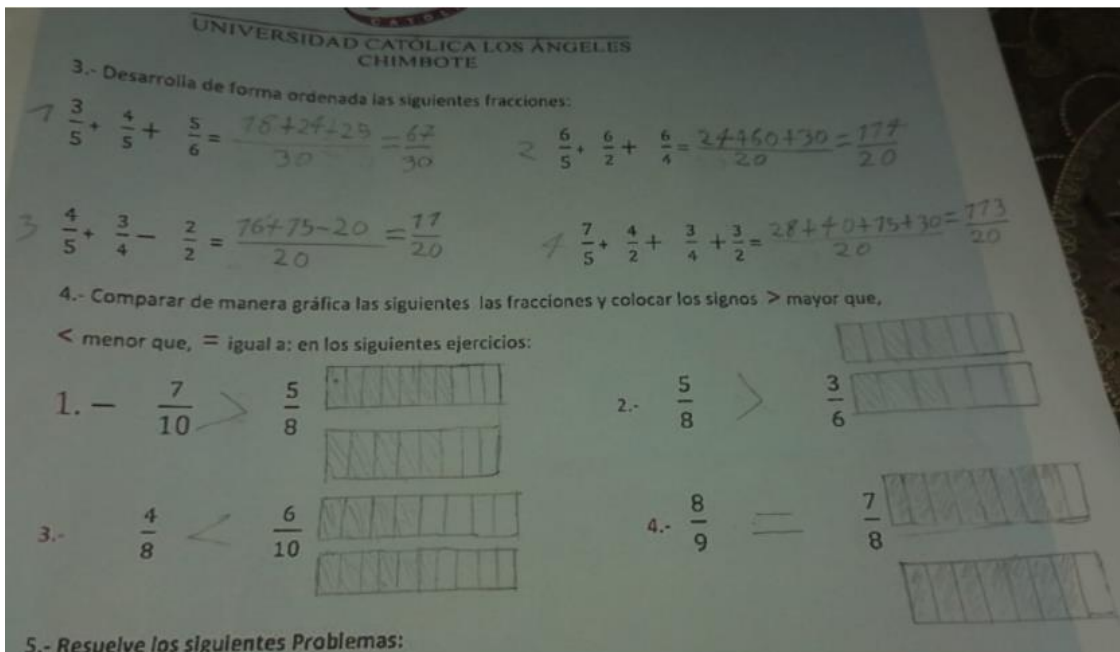 CATOL
UNIVERSIDAD CATÓLICA LOS ÁNGELES
CHIMBOTE
3.- Desarrolla de forma ordenada las siguientes fracciones:
1 3/5 + 4/5 + 5/6 = 18+24+25/30 = 67/30
2 6/5 + 6/2 + 6/4 = 24+60+30/20 = 114/20
3 4/5 + 3/4 - 2/2 = 16+15-20/20 = 11/20
4 7/5 + 4/2 + 3/4 + 3/2 = 28+40+15+30/20 = 113/20
4.- Comparar de manera gráfica las siguientes las fracciones y colocar los signos > mayor que,
< menor que, = igual a: en los siguientes ejercicios:
1. - 7/10 > 5/8
2.- 5/8 > 3/6
3.- 4/8 < 6/10
4.- 8/9 = 7/8
5.- Resuelve los siguientes Problemas: